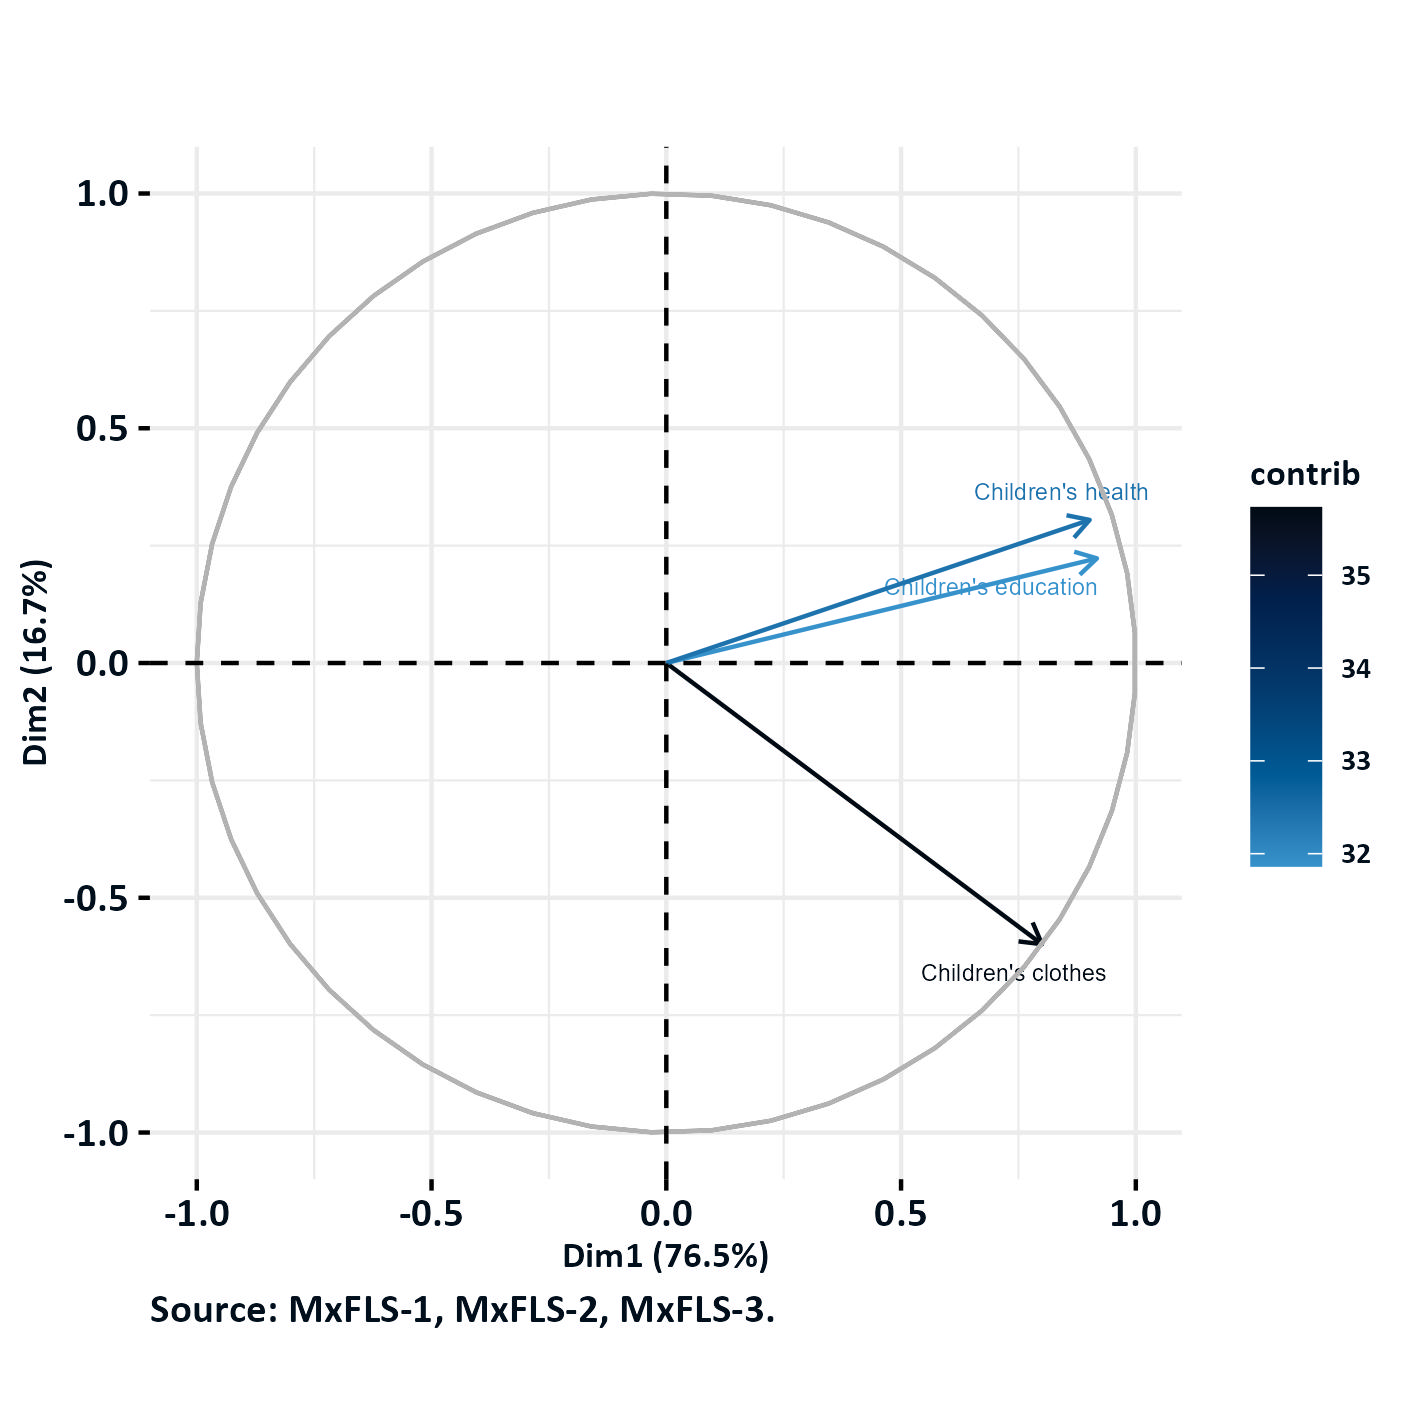 1.0
0.5
0.0
-0.5
-1.0
Dim2 (16.7%)
Children's health
Children's education
Children's clothes
contrib
35
34
33
32
-1.0
-0.5
0.0
0.5
1.0
Dim1 (76.5%)
Source: MxFLS-1, MxFLS-2, MxFLS-3.